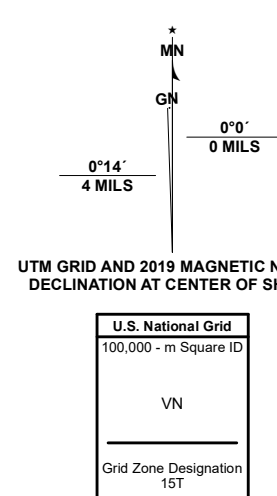 ★
MN
GN
0°0´
0 MILS
0°14´
4 MILS
UTM GRID AND 2019 MAGNETIC N
DECLINATION AT CENTER OF SH
U.S. National Grid
100,000 - m Square ID
VN
Grid Zone Designation
15T